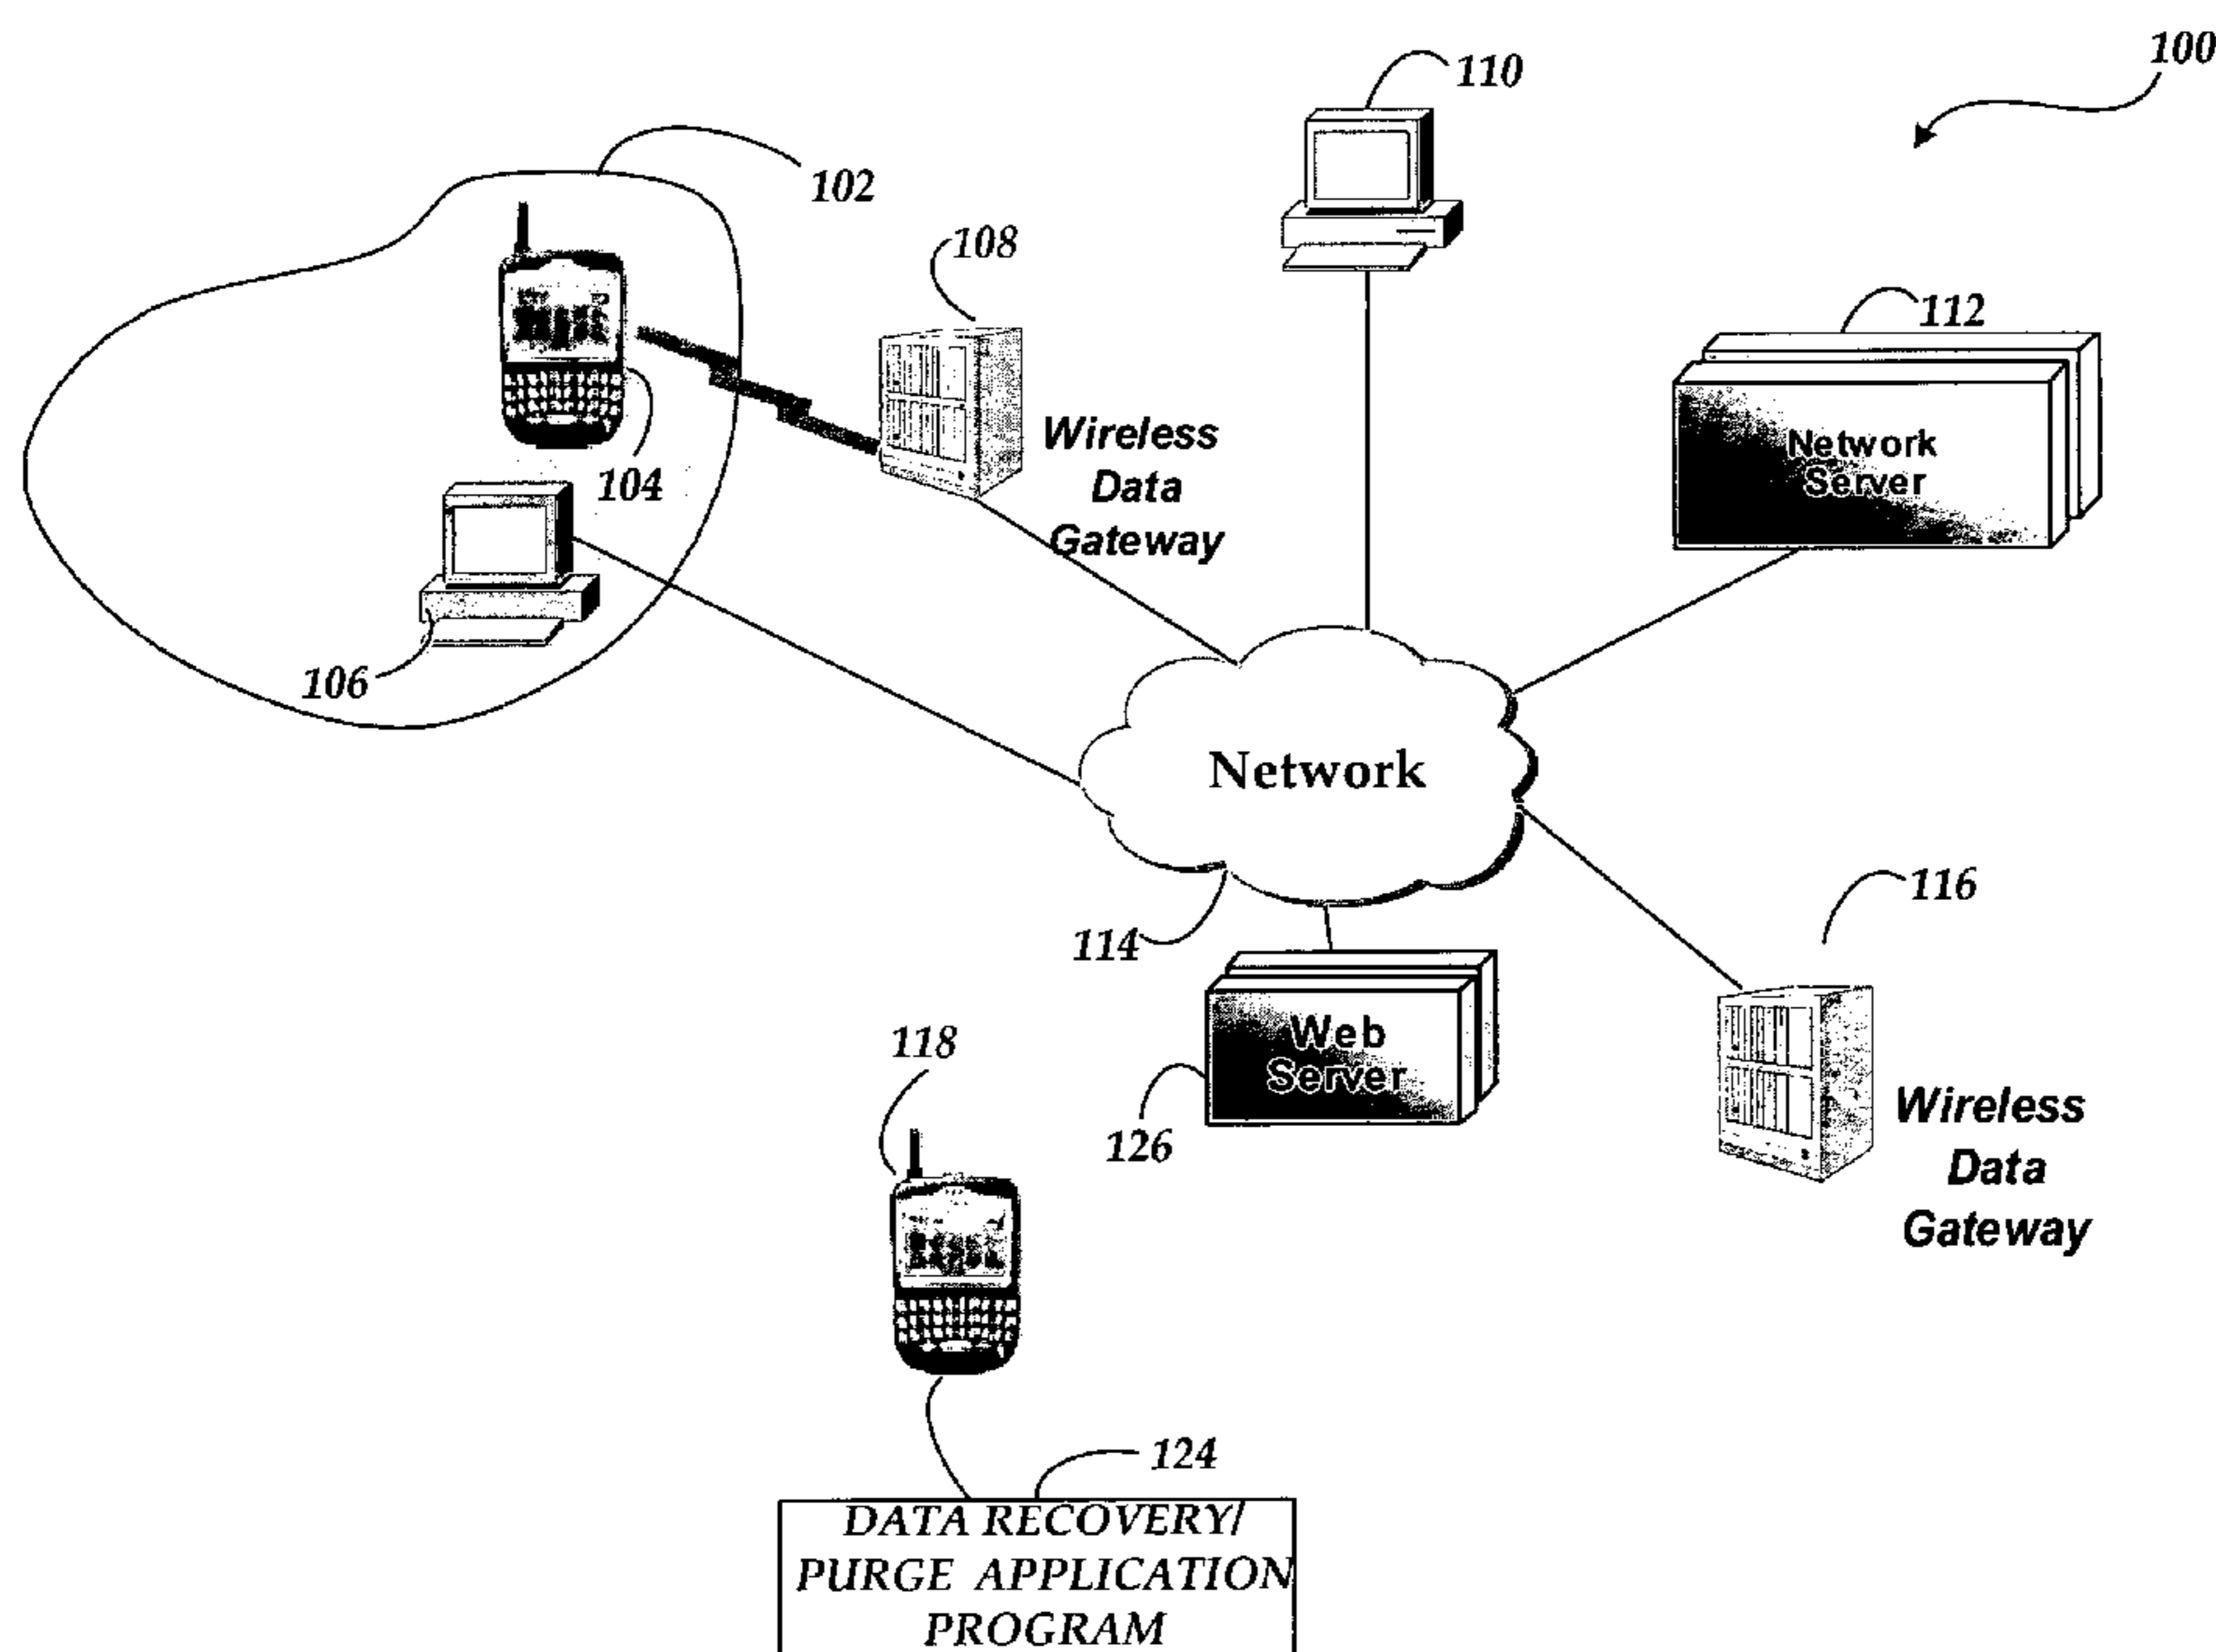 100
110
102
108
112
Wireless
Data
Gateway
Network
Server
104
106
Network
114
116
118
Web
Server
126
Wireless
Data
Gateway
124
DATA RECOVERY/
PURGE APPLICATION
PROGRAM